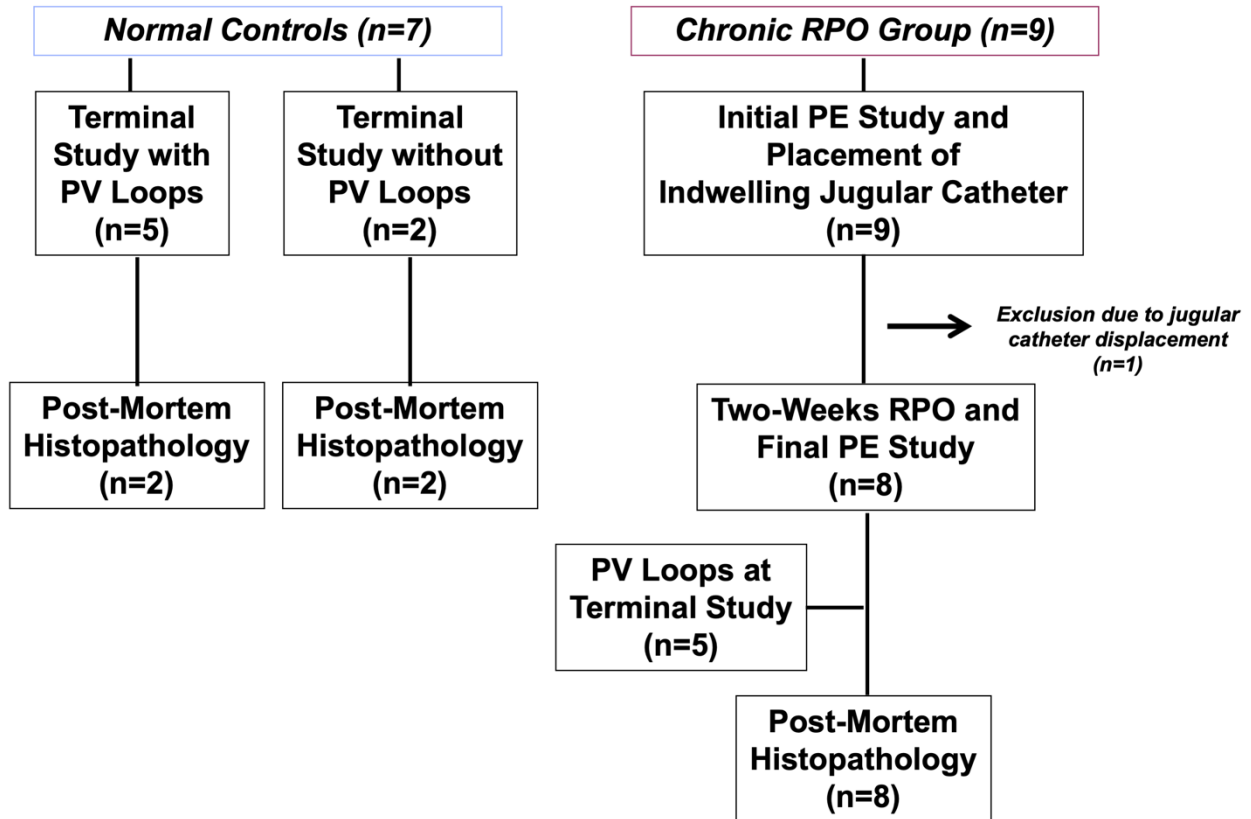 Normal Controls (n=7)
Terminal
Study with
PV Loops
(n=5)
Terminal
Study without
PV Loops
(n=2)
Post-Mortem
Histopathology
(n=2)
Post-Mortem
Histopathology
(n=2)
Chronic RPO Group (n=9)
Initial PE Study and
Placement of
Indwelling Jugular Catheter
(n=9)
Exclusion due to jugular
catheter displacement
(n=1)
Two-Weeks RPO and
Final PE Study
(n=8)
PV Loops at
Terminal Study
(n=5)
Post-Mortem
Histopathology
(n=8)